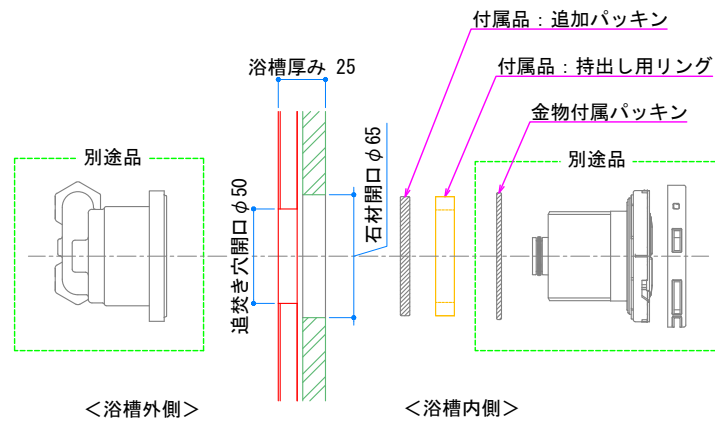 付属品：追加パッキン
浴槽厚み 25
付属品：持出し用リング
金物付属パッキン
別途品
別途品
追焚き穴開口φ50
石材開口φ65
＜浴槽外側＞
＜浴槽内側＞